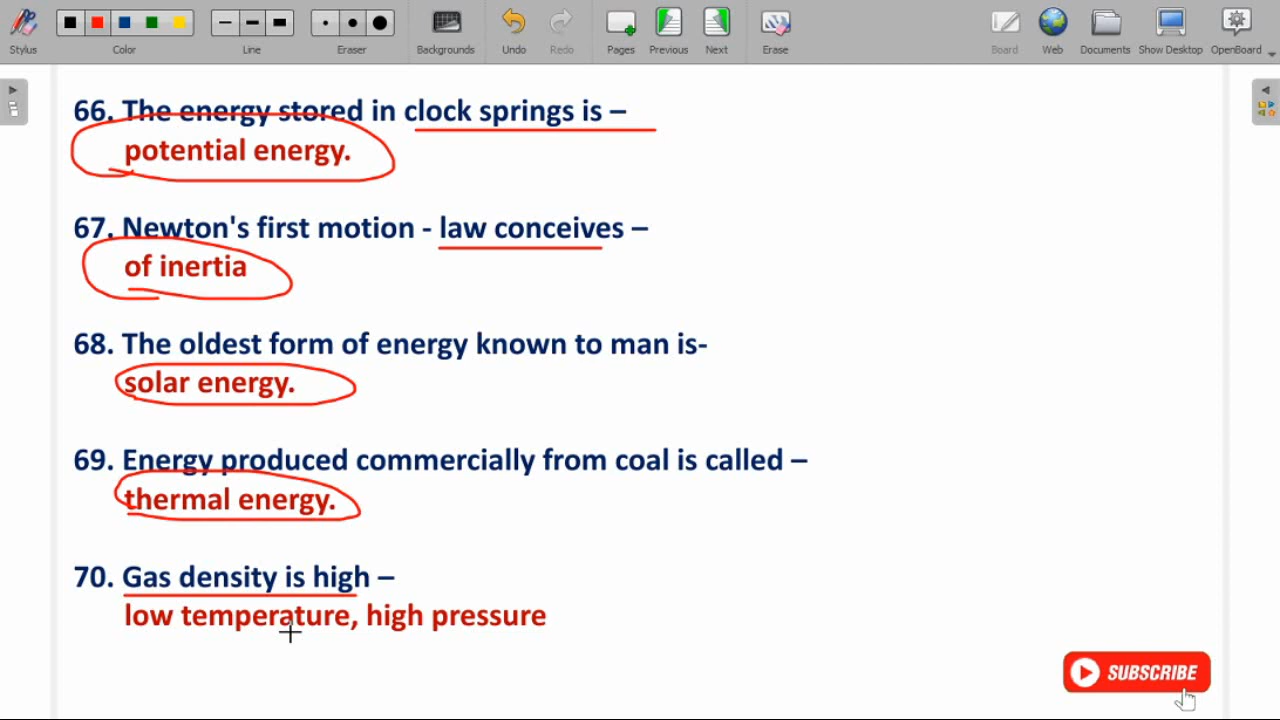 Stylus
Color
Line
Eraser
Backgrounds
Undo
Redo
Pages
Previous
Next
Erase
Board
Web
Documents
Show Desktop
OpenBoard
66. The energy stored in clock springs is –
potential energy.
67. Newton's first motion - law conceives –
of inertia
68. The oldest form of energy known to man is-
solar energy.
69. Energy produced commercially from coal is called –
thermal energy.
70. Gas density is high –
low temperature, high pressure
SUBSCRIBE